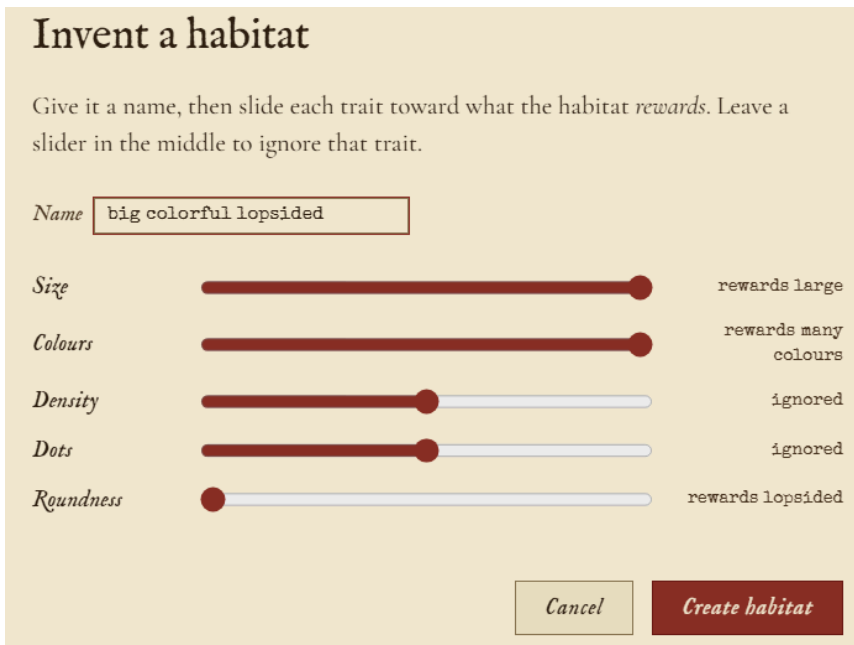 Invent a habitat
Give it a name, then slide each trait toward what the habitat rewards. Leave a
slider in the middle to ignore that trait.
Name big colorful lopsided
Size rewards large
Colours rewards many
colours
Density ignored
Dots ignored
Roundness rewards lopsided
Cancel Create habitat